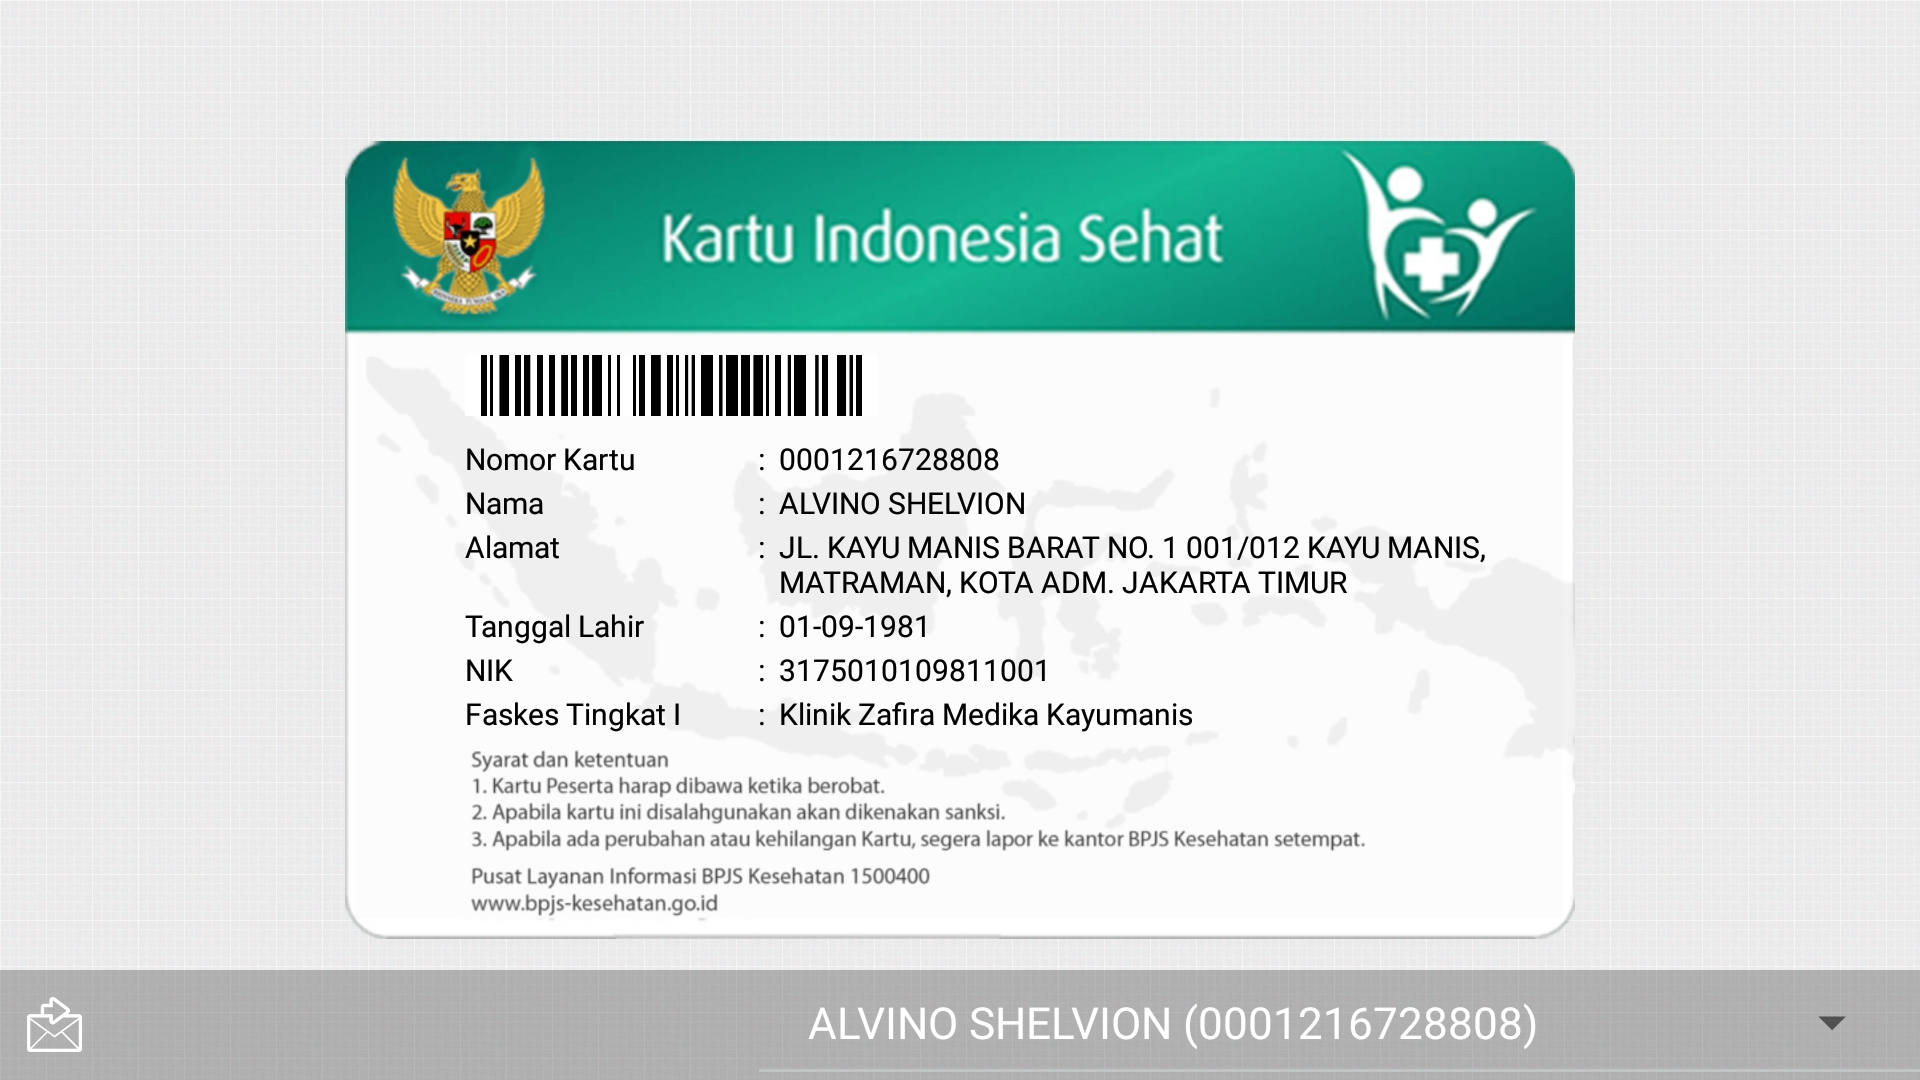 Kartu Indonesia Sehat
Nomor Kartu : 0001216728808
Nama : ALVINO SHELVION
Alamat : JL. KAYU MANIS BARAT NO. 1 001/012 KAYU MANIS,
MATRAMAN, KOTA ADM. JAKARTA TIMUR
Tanggal Lahir : 01-09-1981
NIK : 3175010109811001
Faskes Tingkat I : Klinik Zafira Medika Kayumanis
Syarat dan ketentuan
1. Kartu Peserta harap dibawa ketika berobat.
2. Apabila kartu ini disalahgunakan akan dikenakan sanksi.
3. Apabila ada perubahan atau kehilangan Kartu, segera lapor ke kantor BPJS Kesehatan setempat.
Pusat Layanan Informasi BPJS Kesehatan 1500400
www.bpjs-kesehatan.go.id
ALVINO SHELVION (0001216728808)